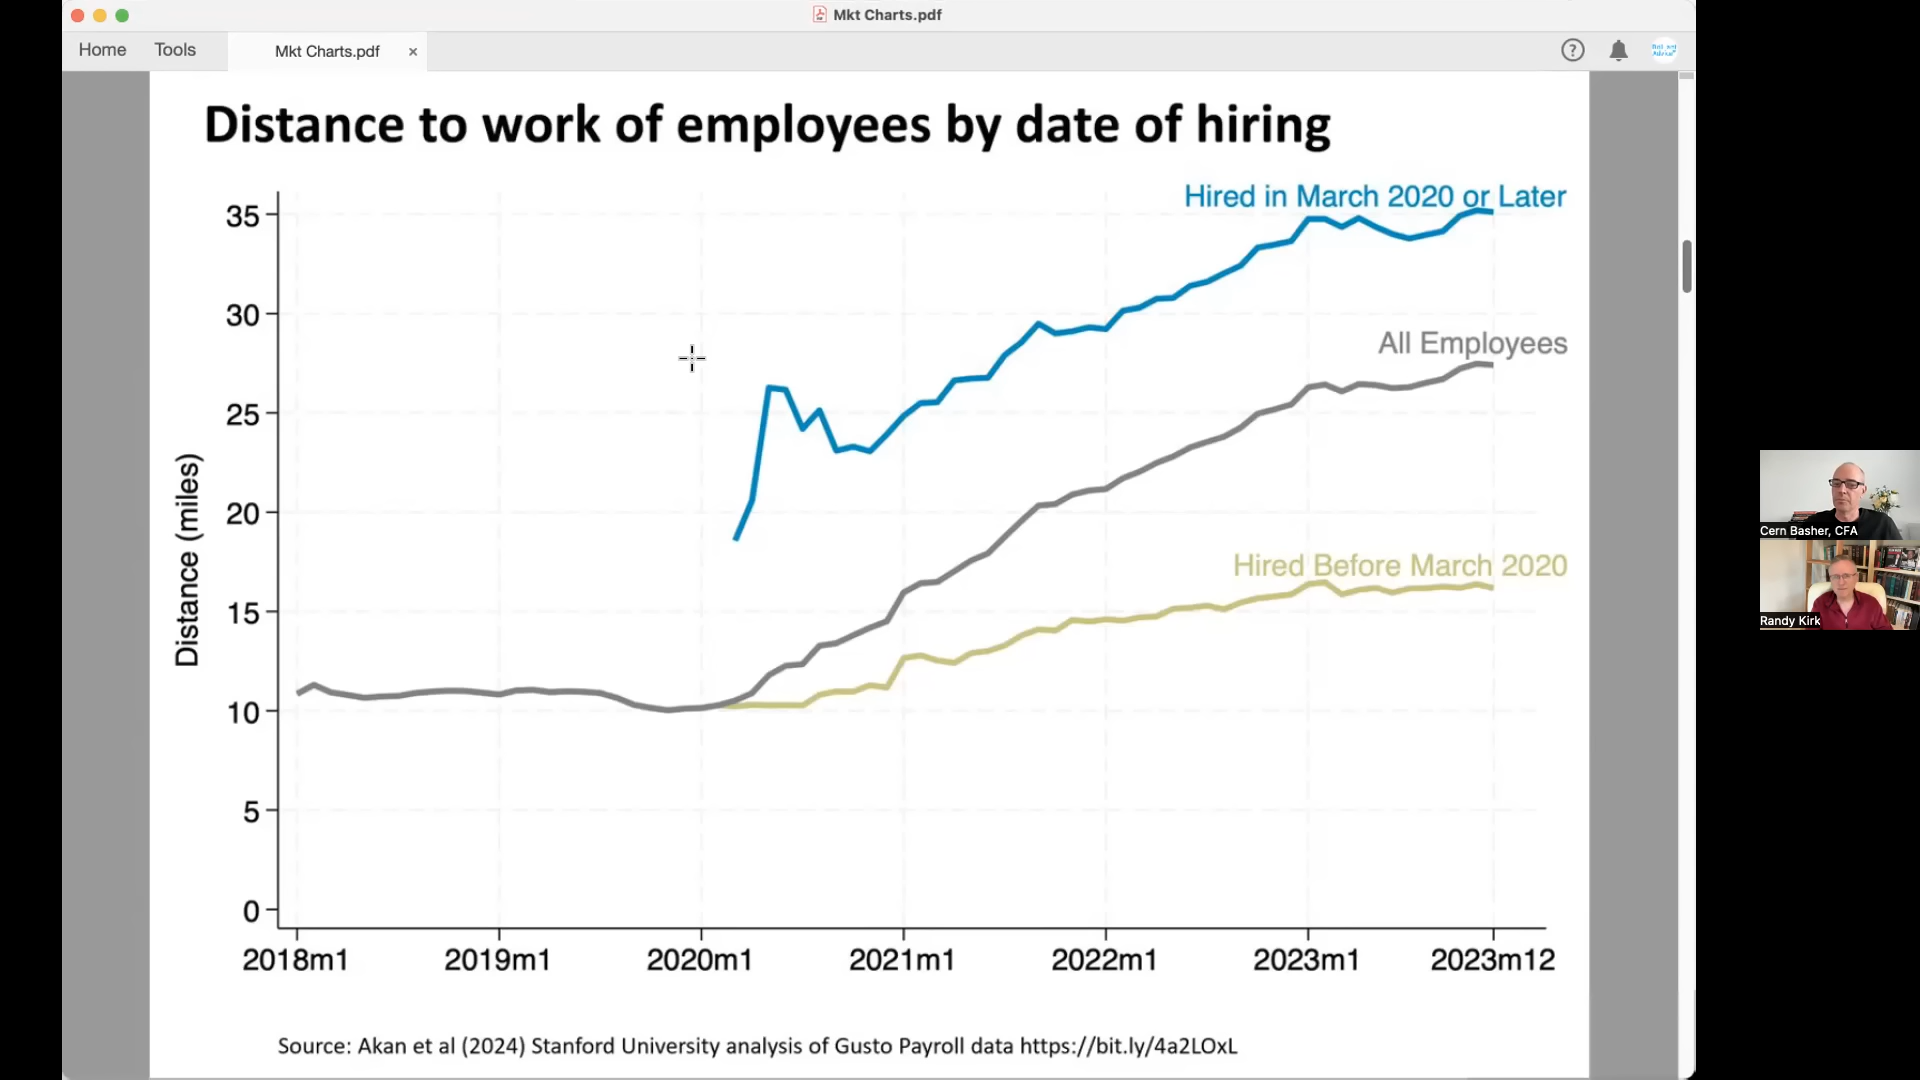 Mkt Charts.pdf
Home
Tools
Mkt Charts.pdf
×
?
Distance to work of employees by date of hiring
Hired in March 2020 or Later
All Employees
Hired Before March 2020
Distance (miles)
35
30
25
20
15
10
5
0
2018m1
2019m1
2020m1
2021m1
2022m1
2023m1
2023m12
Source: Akan et al (2024) Stanford University analysis of Gusto Payroll data https://bit.ly/4a2LOxL
Cern Basher, CFA
Randy Kirk